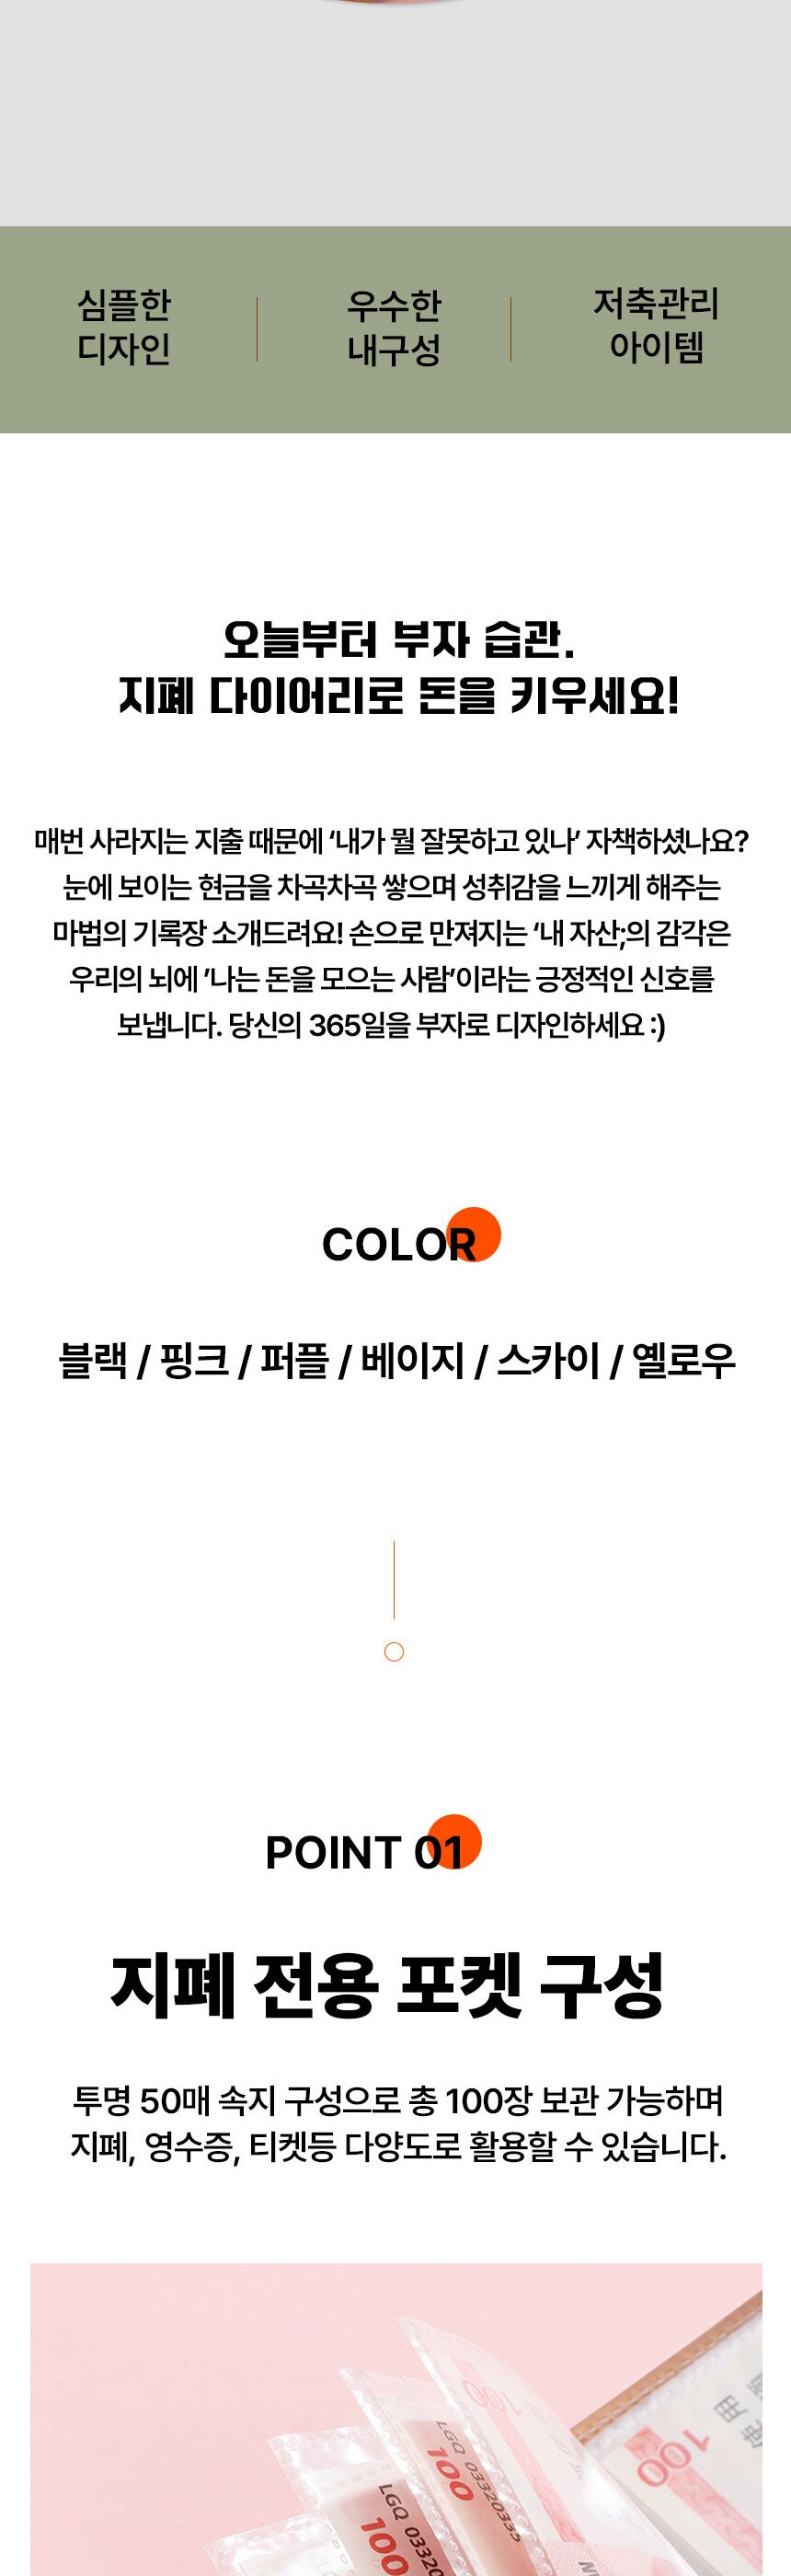 심플한
디자인
우수한
내구성
저축관리
아이템
오늘부터 부자 습관.
지폐 다이어리로 돈을 키우세요!
매번 사라지는 지출 때문에 ‘내가 뭘 잘못하고 있나’ 자책하셨나요?
눈에 보이는 현금을 차곡차곡 쌓으며 성취감을 느끼게 해주는
마법의 기록장 소개드려요! 손으로 만져지는 ‘내 자산;의 감각은
우리의 뇌에 ’나는 돈을 모으는 사람’이라는 긍정적인 신호를
보냅니다. 당신의 365일을 부자로 디자인하세요 :)
COLOR
블랙 / 핑크 / 퍼플 / 베이지 / 스카이 / 옐로우
POINT 01
지폐 전용 포켓 구성
투명 50매 속지 구성으로 총 100장 보관 가능하며
지폐, 영수증, 티켓등 다양도로 활용할 수 있습니다.
100
LGQ 03320335
100
100
LGQ 0332
100